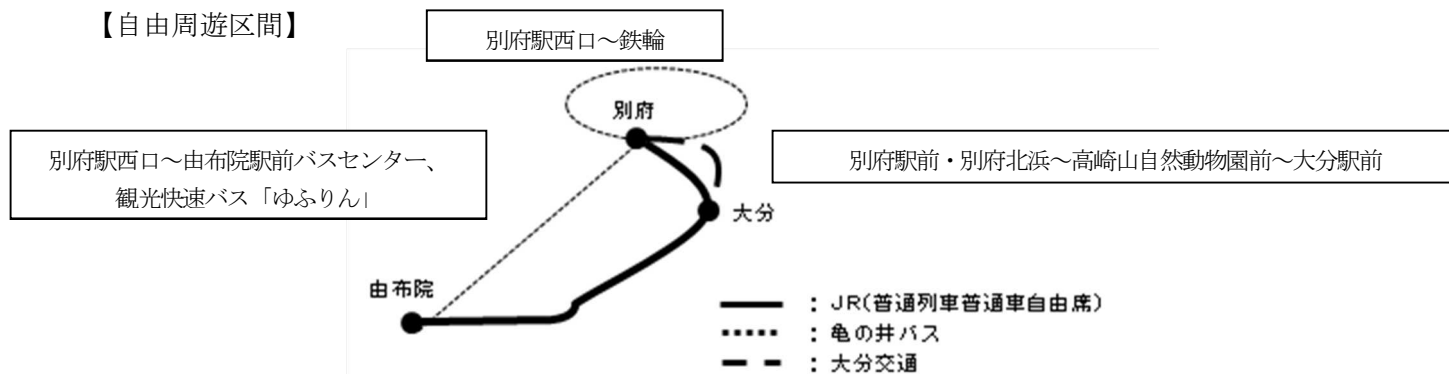 【自由周遊区間】
別府駅西口～鉄輪
別府
別府駅西口～由布院駅前バスセンター、
観光快速バス「ゆふりん」
別府駅前・別府北浜～高崎山自然動物園前～大分駅前
大分
由布院
：JR(普通列車普通車自由席)
：亀の井バス
：大分交通